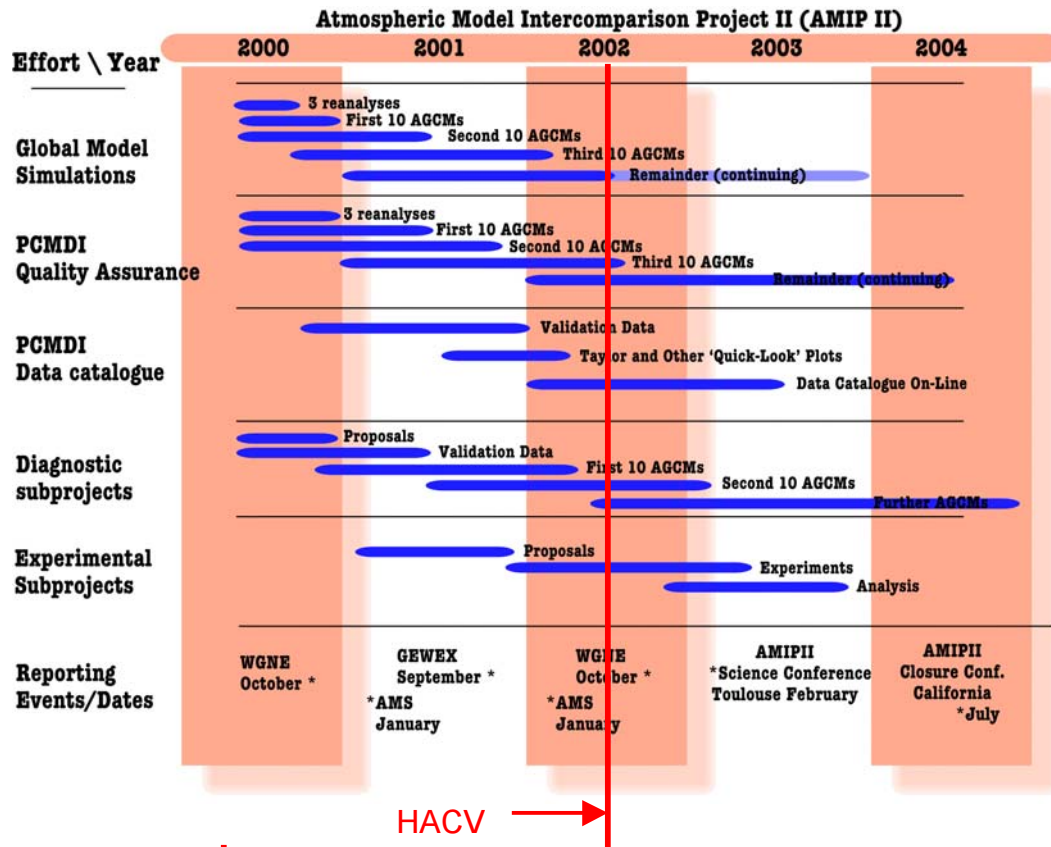 Atmospheric Model Intercomparison Project II (AMIP II)
2000 2001 2002 2003 2004
Effort \ Year
Global Model
Simulations
3 reanalyses
First 10 AGCMs
Second 10 AGCMs
Third 10 AGCMs
Remainder (continuing)
PCMDI
Quality Assurance
3 reanalyses
First 10 AGCMs
Second 10 AGCMs
Third 10 AGCMs
Remainder (continuing)
PCMDI
Data catalogue
Validation Data
Taylor and Other 'Quick-Look' Plots
Data Catalogue On-Line
Diagnostic
subprojects
Proposals
Validation Data
First 10 AGCMs
Second 10 AGCMs
Further AGCMs
Experimental
Subprojects
Proposals
Experiments
Analysis
Reporting
Events/Dates
WGNE
October *
GEWEX
September *
*AMS
January
WGNE
October *
*AMS
January
AMIPII
*Science Conference
Toulouse February
AMIPII
Closure Conf.
California
*July
HACV